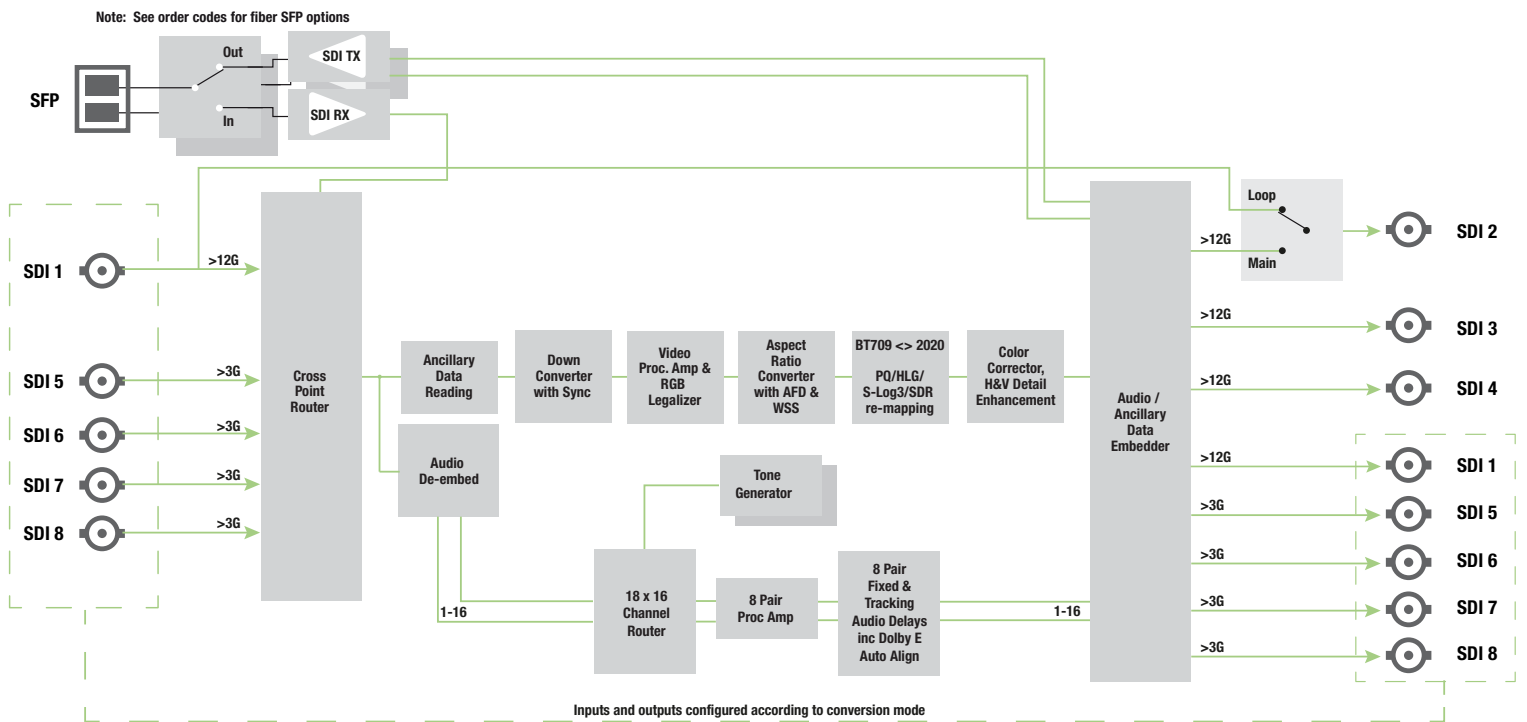 Note: See order codes for fiber SFP options
SFP
Out
In
SDI TX
SDI RX
SDI 1
>12G
SDI 5
>3G
SDI 6
>3G
SDI 7
>3G
SDI 8
>3G
Cross
Point
Router
Ancillary
Data
Reading
Down
Converter
with Sync
Video
Proc. Amp &
RGB
Legalizer
Aspect
Ratio
Converter
with AFD &
WSS
BT709 <> 2020
PQ/HLG/
S-Log3/SDR
re-mapping
Color
Corrector,
H&V Detail
Enhancement
Audio
De-embed
Tone
Generator
1-16
18 x 16
Channel
Router
8 Pair
Proc Amp
8 Pair
Fixed &
Tracking
Audio Delays
inc Dolby E
Auto Align
1-16
Audio /
Ancillary
Data
Embedder
Loop
Main
>12G
SDI 2
>12G
SDI 3
>12G
SDI 4
>12G
SDI 1
>3G
SDI 5
>3G
SDI 6
>3G
SDI 7
>3G
SDI 8
Inputs and outputs configured according to conversion mode